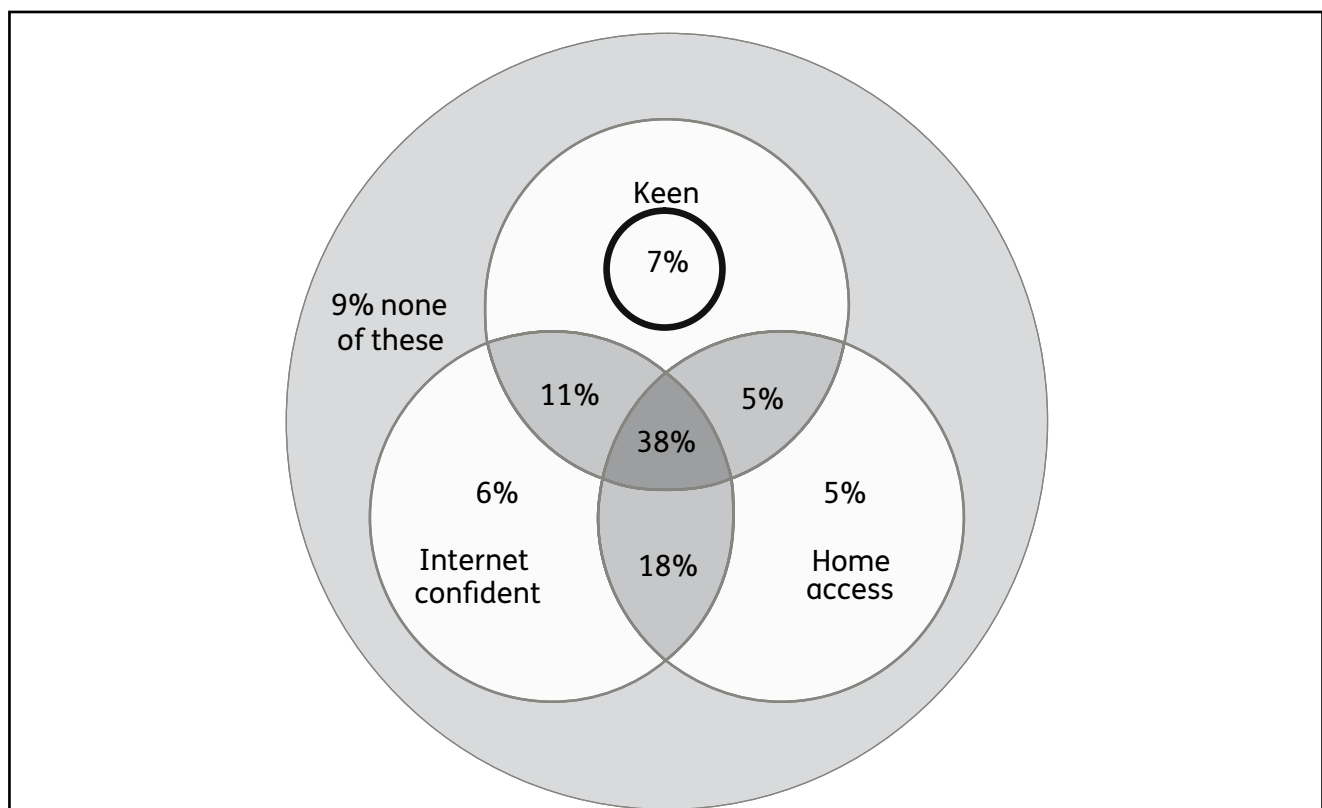 Keen
7%
9% none
of these
11%
5%
38%
6%
5%
Internet
confident
18%
Home
access